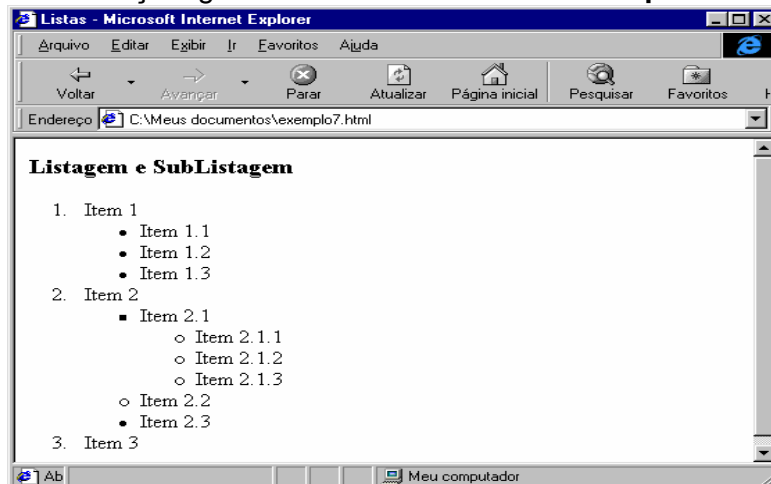 Listas - Microsoft Internet Explorer
Arquivo Editar Exibir Ir Favoritos Ajuda
Voltar Avançar Parar Atualizar Página inicial Pesquisar Favoritos
Endereço C:\Meus documentos\exemplo7.html
Listagem e SubListagem
1. Item 1
• Item 1.1
• Item 1.2
• Item 1.3
2. Item 2
▪ Item 2.1
○ Item 2.1.1
○ Item 2.1.2
○ Item 2.1.3
○ Item 2.2
• Item 2.3
3. Item 3
Ab Meu computador